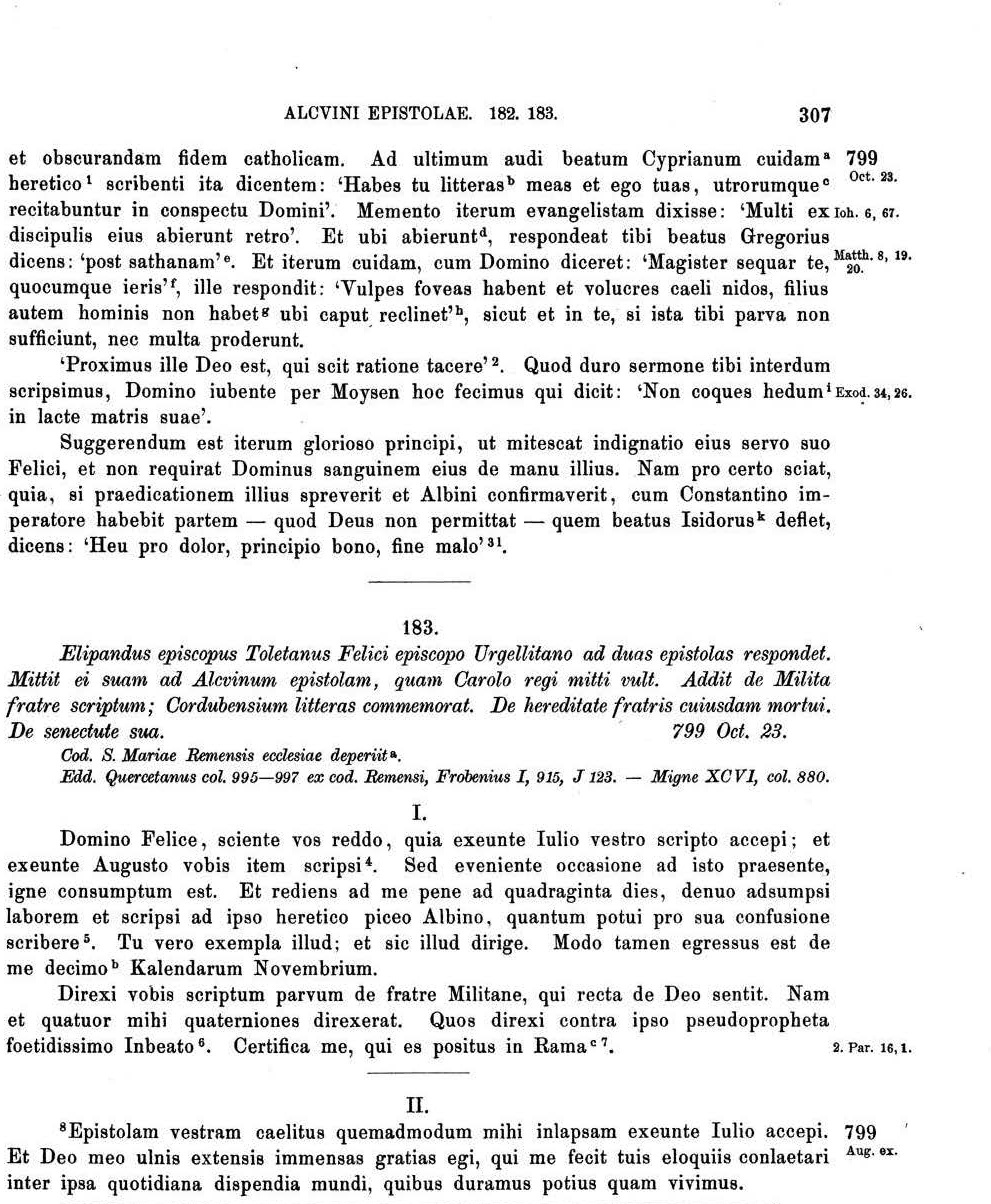 ALCVINI EPISTOLAE. 182. 183. 307
et obscurandam fidem catholicam. Ad ultimum audi beatum Cyprianum cuidam a 799
heretico 1 scribenti ita dicentem: ‘Habes tu litteras b meas et ego tuas, utrorumque c Oct. 23.
recitabuntur in conspectu Domini’. Memento iterum evangelistam dixisse: ‘Multi ex Ioh. 6, 67.
discipulis eius abierunt retro’. Et ubi abierunt d, respondeat tibi beatus Gregorius
dicens: ‘post sathanam’ e. Et iterum cuidam, cum Domino diceret: ‘Magister sequar te, Matth. 8, 19. 20.
quocumque ieris’ f, ille respondit: ‘Vulpes foveas habent et volucres caeli nidos, filius
autem hominis non habet g ubi caput reclinet’ h, sicut et in te, si ista tibi parva non
sufficiunt, nec multa proderunt.
‘Proximus ille Deo est, qui scit ratione tacere’ 2. Quod duro sermone tibi interdum
scripsimus, Domino iubente per Moysen hoc fecimus qui dicit: ‘Non coques hedum i Exod. 34, 26.
in lacte matris suae’.
Suggerendum est iterum glorioso principi, ut mitescat indignatio eius servo suo
Felici, et non requirat Dominus sanguinem eius de manu illius. Nam pro certo sciat,
quia, si praedicationem illius spreverit et Albini confirmaverit, cum Constantino im-
peratore habebit partem — quod Deus non permittat — quem beatus Isidorus k deflet,
dicens: ‘Heu pro dolor, principio bono, fine malo’ 3 l.
183.
Elipandus episcopus Toletanus Felici episcopo Urgellitano ad duas epistolas respondet.
Mittit ei suam ad Alcvinum epistolam, quam Carolo regi mitti vult. Addit de Milita
fratre scriptum; Cordubensium litteras commemorat. De hereditate fratris cuiusdam mortui.
De senectute sua. 799 Oct. 23.
Cod. S. Mariae Remensis ecclesiae deperiit a.
Edd. Quercetanus col. 995—997 ex cod. Remensi, Frobenius I, 915, J 123. — Migne XCVI, col. 880.
I.
Domino Felice, sciente vos reddo, quia exeunte Iulio vestro scripto accepi; et
exeunte Augusto vobis item scripsi 4. Sed eveniente occasione ad isto praesente,
igne consumptum est. Et rediens ad me pene ad quadraginta dies, denuo adsumpsi
laborem et scripsi ad ipso heretico piceo Albino, quantum potui pro sua confusione
scribere 5. Tu vero exempla illud; et sic illud dirige. Modo tamen egressus est de
me decimo b Kalendarum Novembrium.
Direxi vobis scriptum parvum de fratre Militane, qui recta de Deo sentit. Nam
et quatuor mihi quaterniones direxerat. Quos direxi contra ipso pseudopropheta
foetidissimo Inbeato 6. Certifica me, qui es positus in Rama c 7. 2. Par. 16, 1.
II.
8 Epistolam vestram caelitus quemadmodum mihi inlapsam exeunte Iulio accepi. 799
Et Deo meo ulnis extensis immensas gratias egi, qui me fecit tuis eloquiis conlaetari Aug. ex.
inter ipsa quotidiana dispendia mundi, quibus duramus potius quam vivimus.